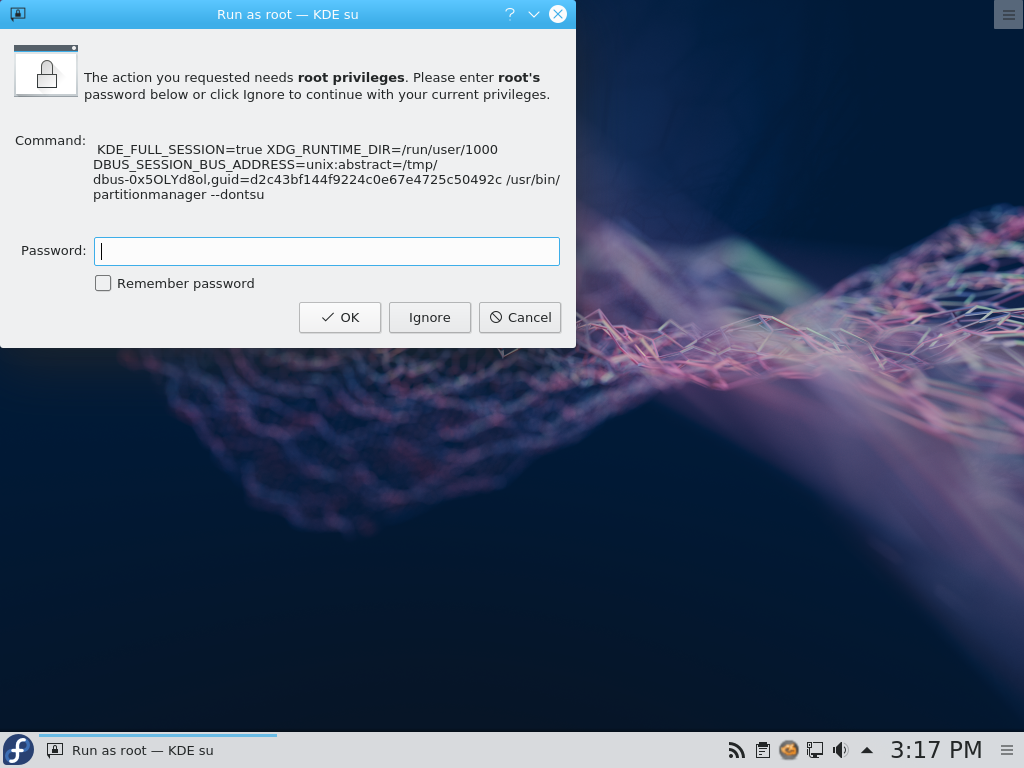 Run as root — KDE su
The action you requested needs root privileges. Please enter root's
password below or click Ignore to continue with your current privileges.
Command:
KDE_FULL_SESSION=true XDG_RUNTIME_DIR=/run/user/1000
DBUS_SESSION_BUS_ADDRESS=unix:abstract=/tmp/
dbus-0x5OLYd8ol,guid=d2c43bf144f9224c0e67e4725c50492c /usr/bin/
partitionmanager --dontsu
Password:
Remember password
OK Ignore Cancel
Run as root — KDE su
3:17 PM